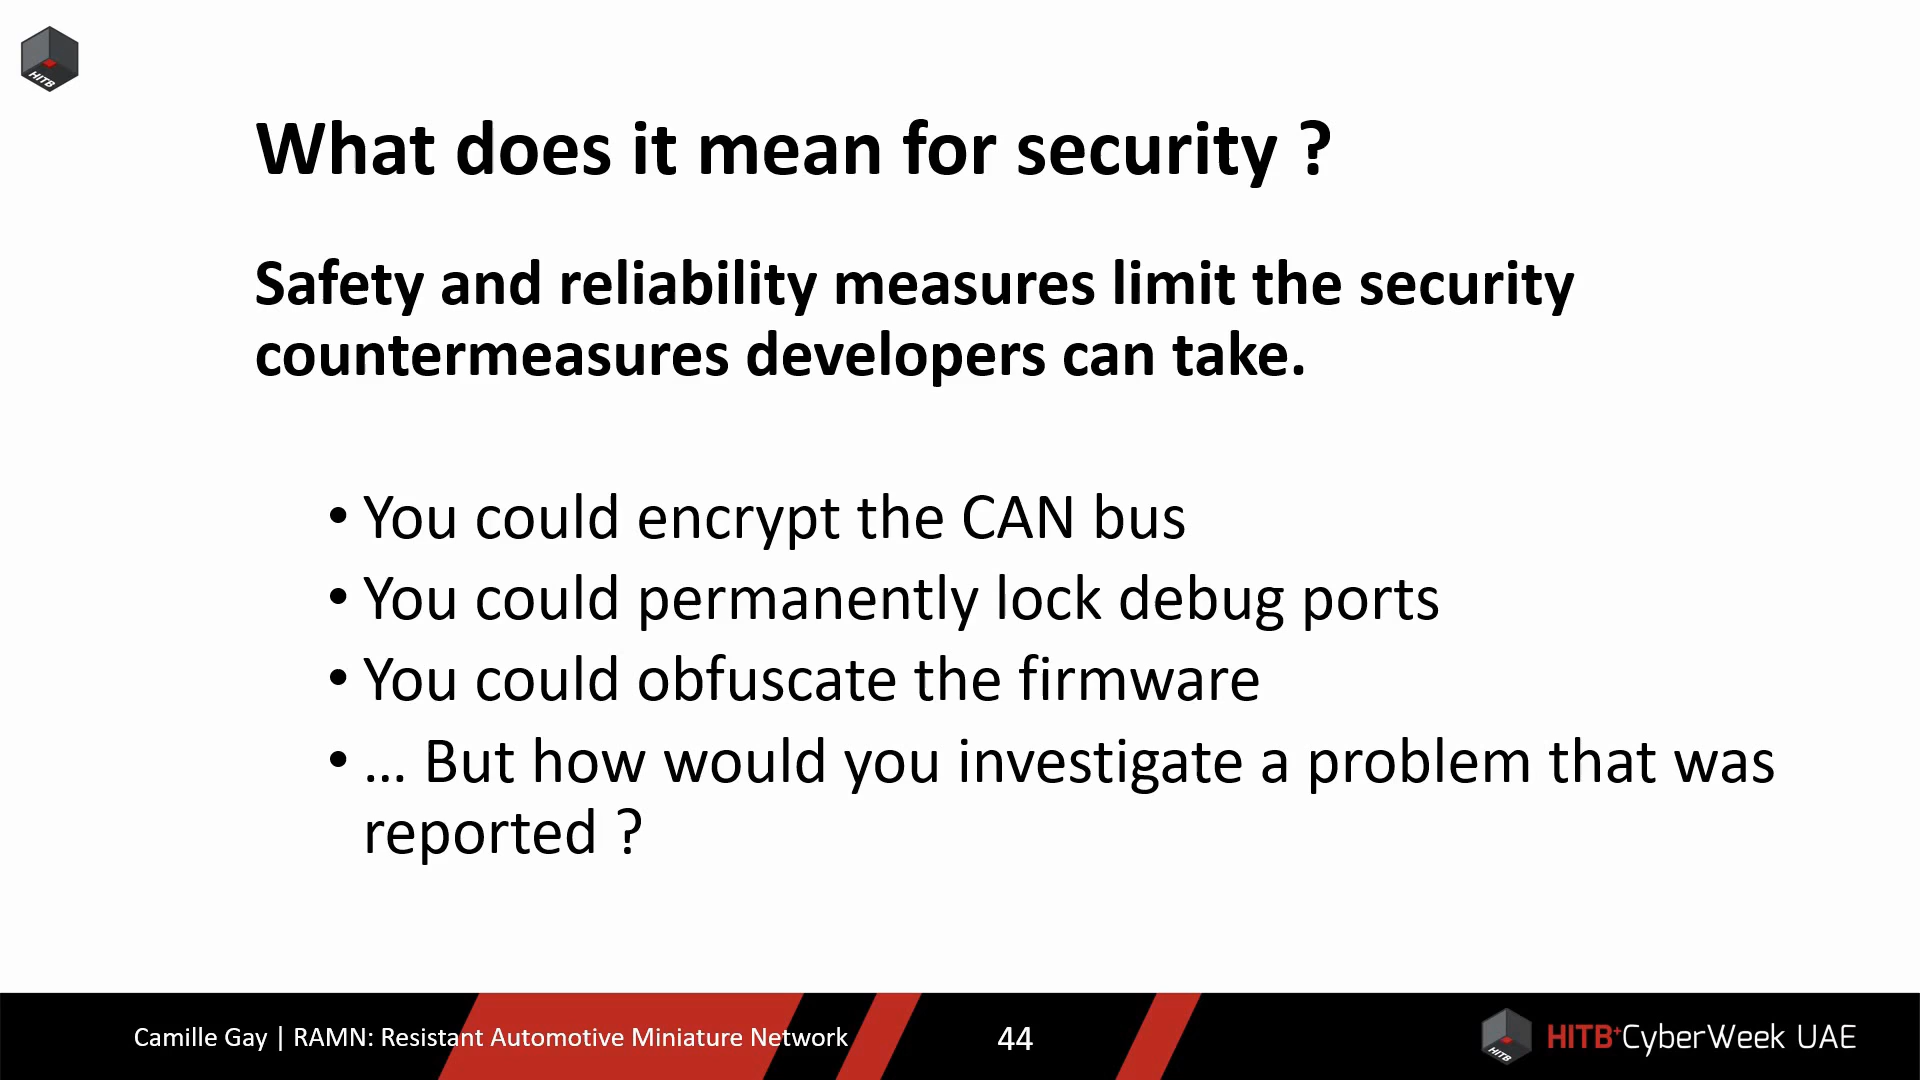 HITB
What does it mean for security ?
Safety and reliability measures limit the security
countermeasures developers can take.
• You could encrypt the CAN bus
• You could permanently lock debug ports
• You could obfuscate the firmware
• ... But how would you investigate a problem that was
reported ?
Camille Gay | RAMN: Resistant Automotive Miniature Network
44
HITB
HITB+CyberWeek UAE